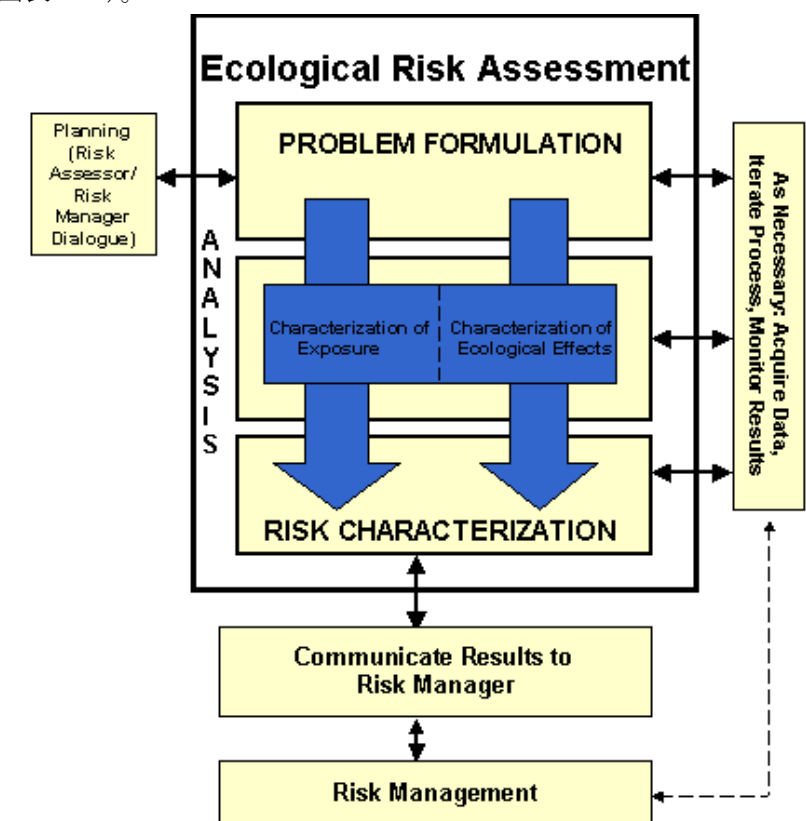 Ecological Risk Assessment
Planning
(Risk
Assessor/
Risk
Manager
Dialogue)
PROBLEM FORMULATION
ANALYSIS
Characterization of
Exposure
Characterization of
Ecological Effects
RISK CHARACTERIZATION
As Necessary: Acquire Data,
Iterate Process, Monitor Results
Communicate Results to
Risk Manager
Risk Management